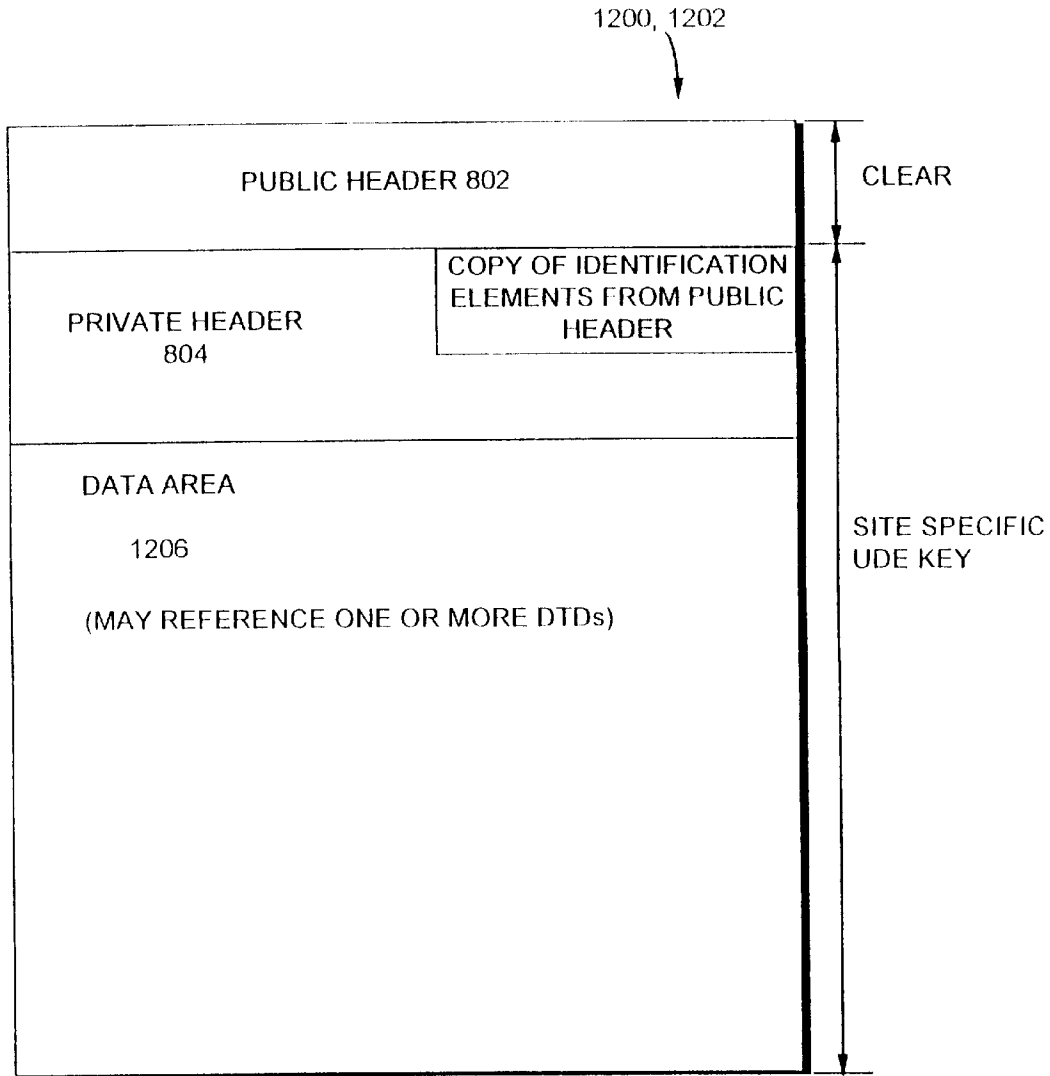 1200, 1202
PUBLIC HEADER 802
CLEAR
COPY OF IDENTIFICATION
ELEMENTS FROM PUBLIC
HEADER
PRIVATE HEADER
804
DATA AREA
1206
(MAY REFERENCE ONE OR MORE DTDs)
SITE SPECIFIC
UDE KEY